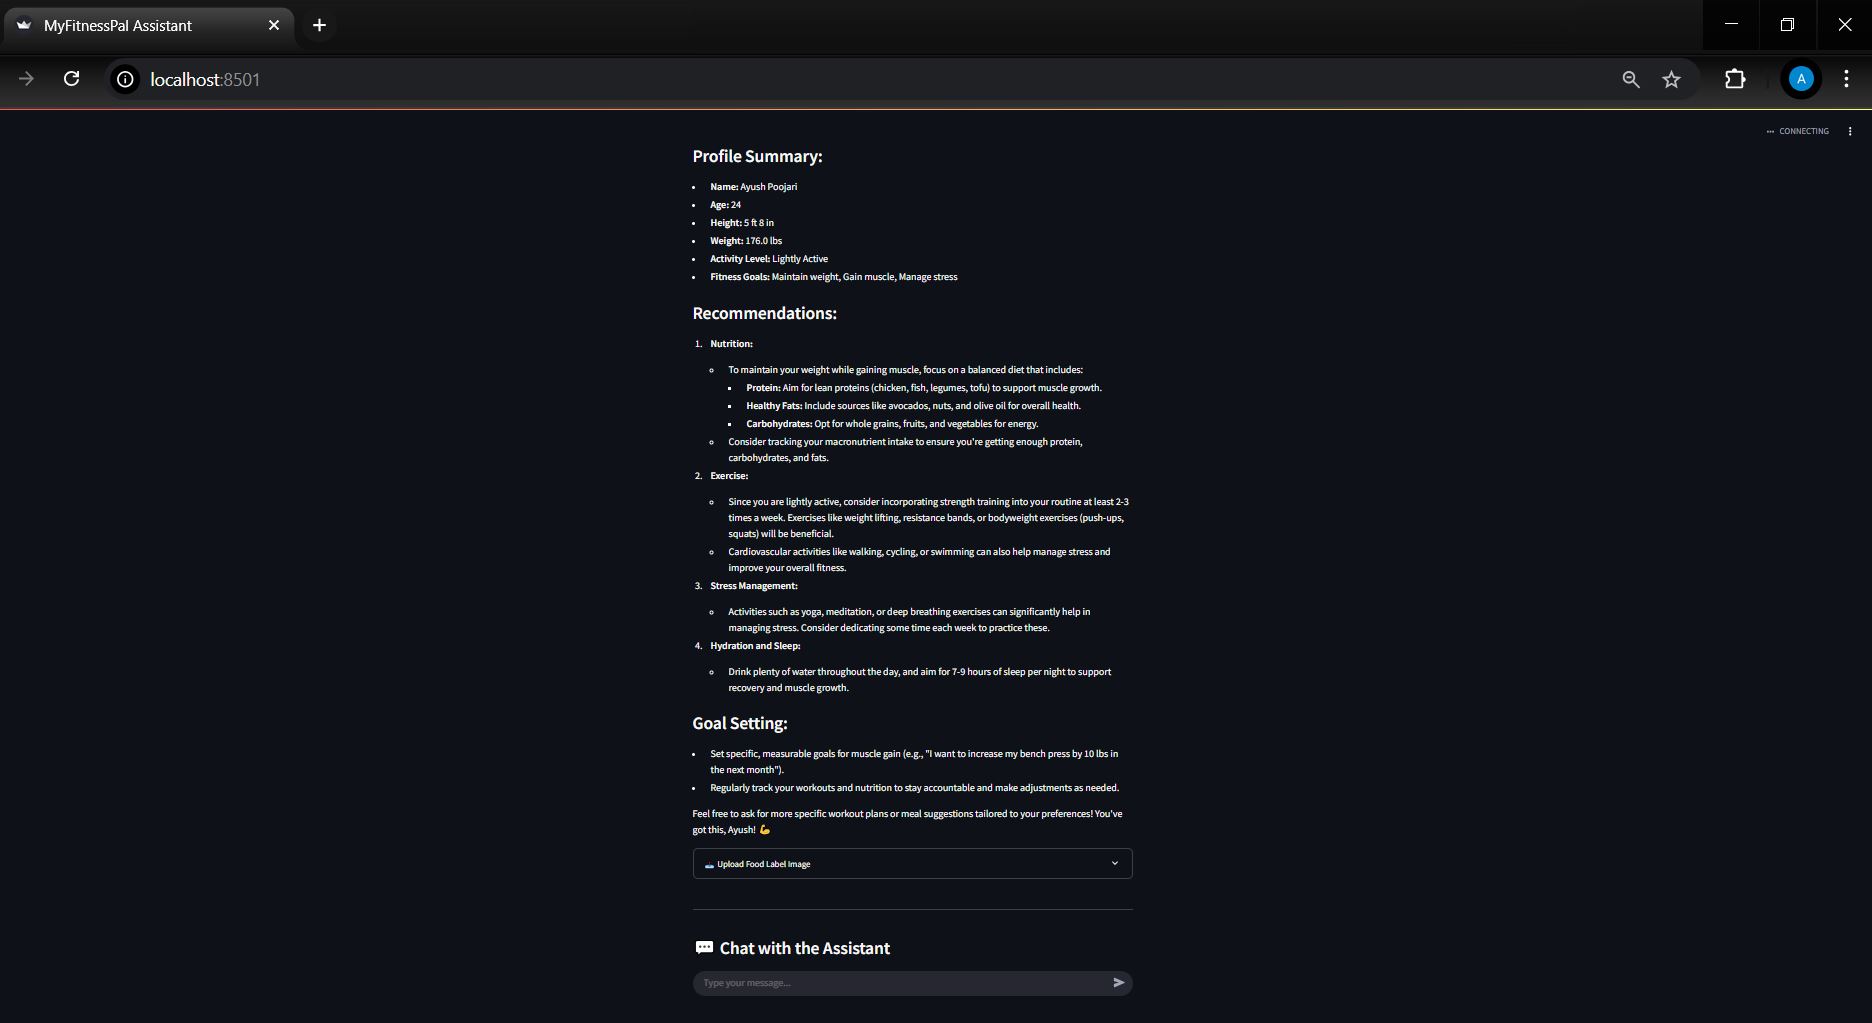 MyFitnessPal Assistant
localhost:8501
A
CONNECTING
Profile Summary:
• Name: Ayush Poojari
• Age: 24
• Height: 5 ft 8 in
• Weight: 176.0 lbs
• Activity Level: Lightly Active
• Fitness Goals: Maintain weight, Gain muscle, Manage stress
Recommendations:
1. Nutrition:
To maintain your weight while gaining muscle, focus on a balanced diet that includes:
Protein: Aim for lean proteins (chicken, fish, legumes, tofu) to support muscle growth.
Healthy Fats: Include sources like avocados, nuts, and olive oil for overall health.
Carbohydrates: Opt for whole grains, fruits, and vegetables for energy.
Consider tracking your macronutrient intake to ensure you're getting enough protein,
carbohydrates, and fats.
2. Exercise:
Since you are lightly active, consider incorporating strength training into your routine at least 2-3
times a week. Exercises like weight lifting, resistance bands, or bodyweight exercises (push-ups,
squats) will be beneficial.
Cardiovascular activities like walking, cycling, or swimming can also help manage stress and
improve your overall fitness.
3. Stress Management:
Activities such as yoga, meditation, or deep breathing exercises can significantly help in
managing stress. Consider dedicating some time each week to practice these.
4. Hydration and Sleep:
Drink plenty of water throughout the day, and aim for 7-9 hours of sleep per night to support
recovery and muscle growth.
Goal Setting:
• Set specific, measurable goals for muscle gain (e.g., "I want to increase my bench press by 10 lbs in
the next month").
• Regularly track your workouts and nutrition to stay accountable and make adjustments as needed.
Feel free to ask for more specific workout plans or meal suggestions tailored to your preferences! You've
got this, Ayush! 💪
Upload Food Label Image
Chat with the Assistant
Type your message...